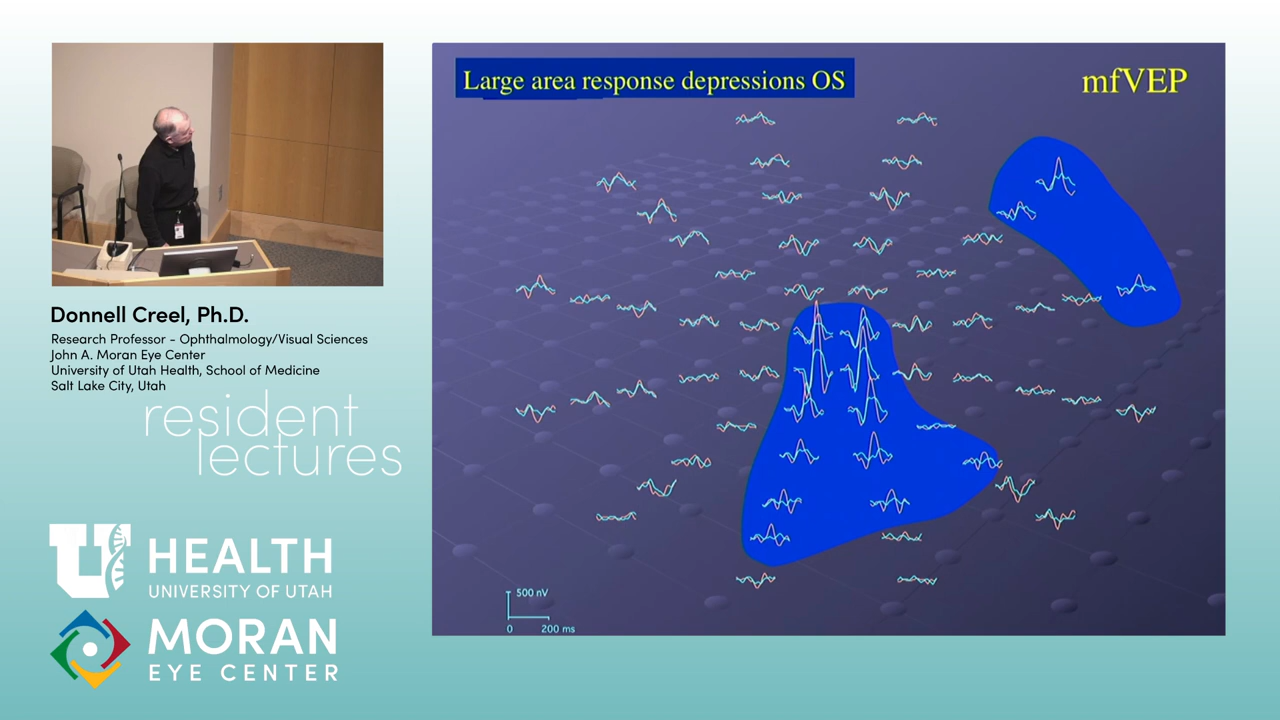 Large area response depressions OS
mfVEP
500 nV
0 200 ms
Donnell Creel, Ph.D.
Research Professor - Ophthalmology/Visual Sciences
John A. Moran Eye Center
University of Utah Health, School of Medicine
Salt Lake City, Utah
resident
lectures
U
HEALTH
UNIVERSITY OF UTAH
MORAN
EYE CENTER